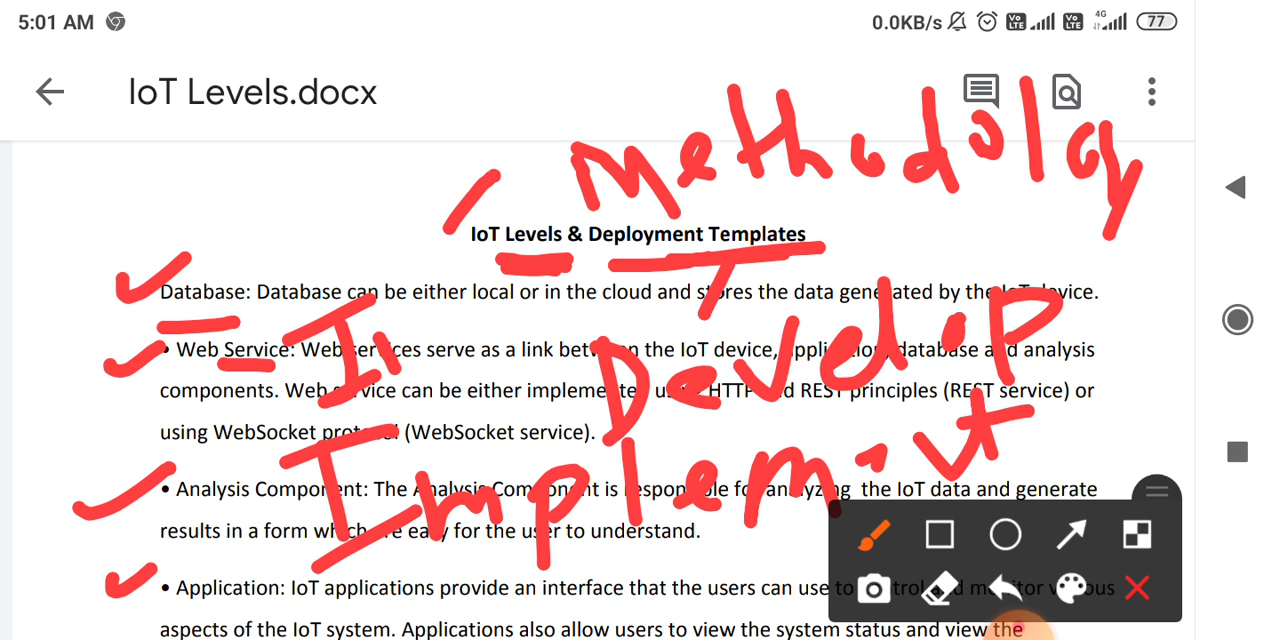 5:01 AM 0.0KB/s Vo LTE Vo LTE 4G 77
IoT Levels.docx
Methodology
IoT Levels & Deployment Templates
Database: Database can be either local or in the cloud and stores the data generated by the IoT device.
• Web Service: Web services serve as a link between the IoT device, application, database and analysis
components. Web service can be either implemented using HTTP and REST principles (REST service) or
using WebSocket protocol (WebSocket service).
Develop
• Analysis Component: The Analysis Component is responsible for analyzing the IoT data and generate
results in a form which are easy for the user to understand.
• Application: IoT applications provide an interface that the users can use to control and monitor various
aspects of the IoT system. Applications also allow users to view the system status and view the